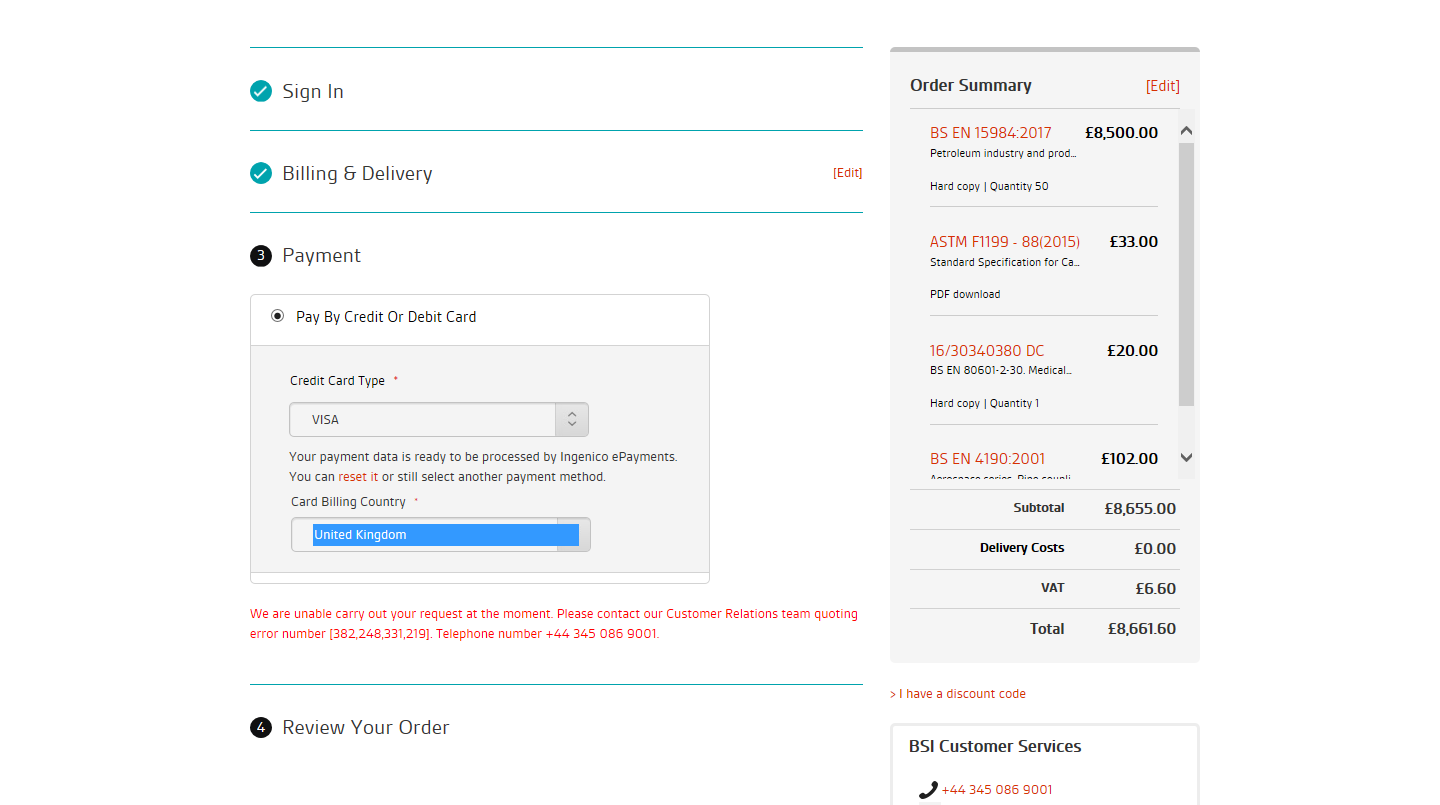 Sign In
Billing & Delivery
[Edit]
3 Payment
Pay By Credit Or Debit Card
Credit Card Type *
VISA
Your payment data is ready to be processed by Ingenico ePayments.
You can reset it or still select another payment method.
Card Billing Country *
United Kingdom
We are unable carry out your request at the moment. Please contact our Customer Relations team quoting
error number [382,248,331,219]. Telephone number +44 345 086 9001.
4 Review Your Order
Order Summary [Edit]
BS EN 15984:2017 £8,500.00
Petroleum industry and prod...
Hard copy | Quantity 50
ASTM F1199 - 88(2015) £33.00
Standard Specification for Ca...
PDF download
16/30340380 DC £20.00
BS EN 80601-2-30. Medical...
Hard copy | Quantity 1
BS EN 4190:2001 £102.00
Aerospace series. Pipe coupli...
Subtotal £8,655.00
Delivery Costs £0.00
VAT £6.60
Total £8,661.60
> I have a discount code
BSI Customer Services
+44 345 086 9001